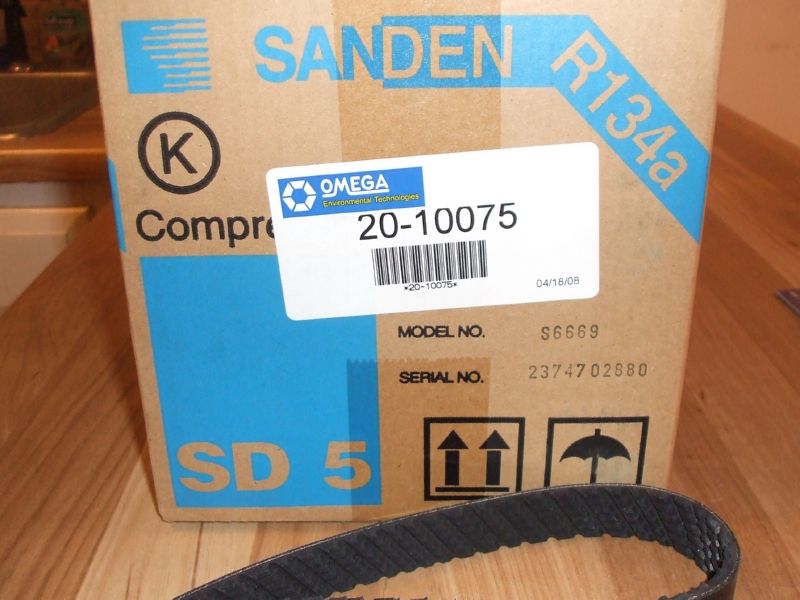 SANDEN
R134a
K
Compre
OMEGA
Environmental Technologies
20-10075
*20-10075*
04/18/08
MODEL NO. S6669
SERIAL NO. 2374702880
SD 5